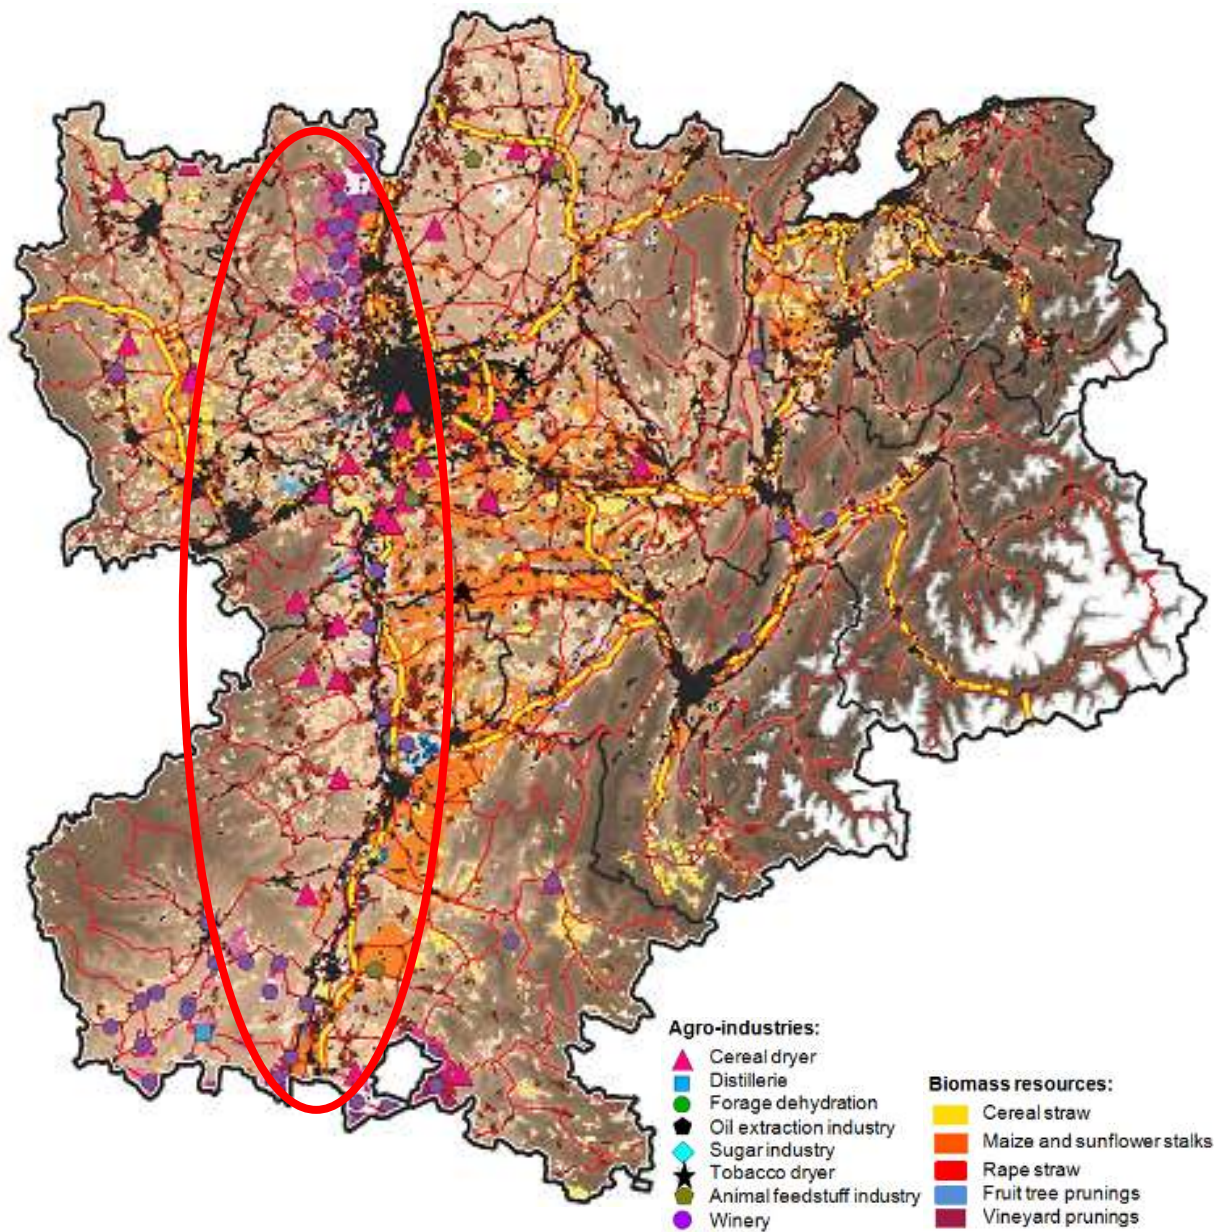 Agro-industries:
Cereal dryer
Distillerie
Forage dehydration
Oil extraction industry
Sugar industry
Tobacco dryer
Animal feedstuff industry
Winery
Biomass resources:
Cereal straw
Maize and sunflower stalks
Rape straw
Fruit tree prunings
Vineyard prunings